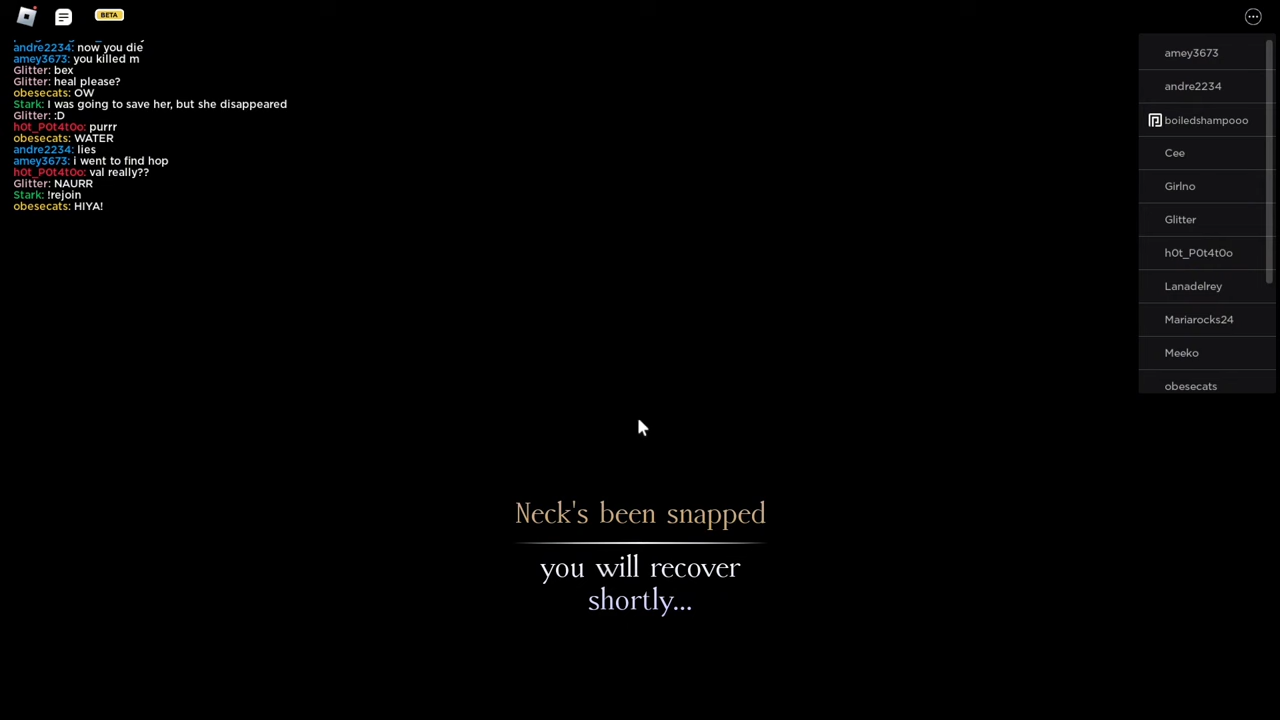 BETA
andre2234: now you die
amey3673: you killed m
Glitter: bex
Glitter: heal please?
obesecats: OW
Stark: I was going to save her, but she disappeared
Glitter: :D
h0t_P0t4t0o: purrr
obesecats: WATER
andre2234: lies
amey3673: i went to find hop
h0t_P0t4t0o: val really??
Glitter: NAURR
Stark: !rejoin
obesecats: HIYA!
amey3673
andre2234
boiledshampooo
Cee
Girlno
Glitter
h0t_P0t4t0o
Lanadelrey
Mariarocks24
Meeko
obesecats
Neck's been snapped
you will recover
shortly...